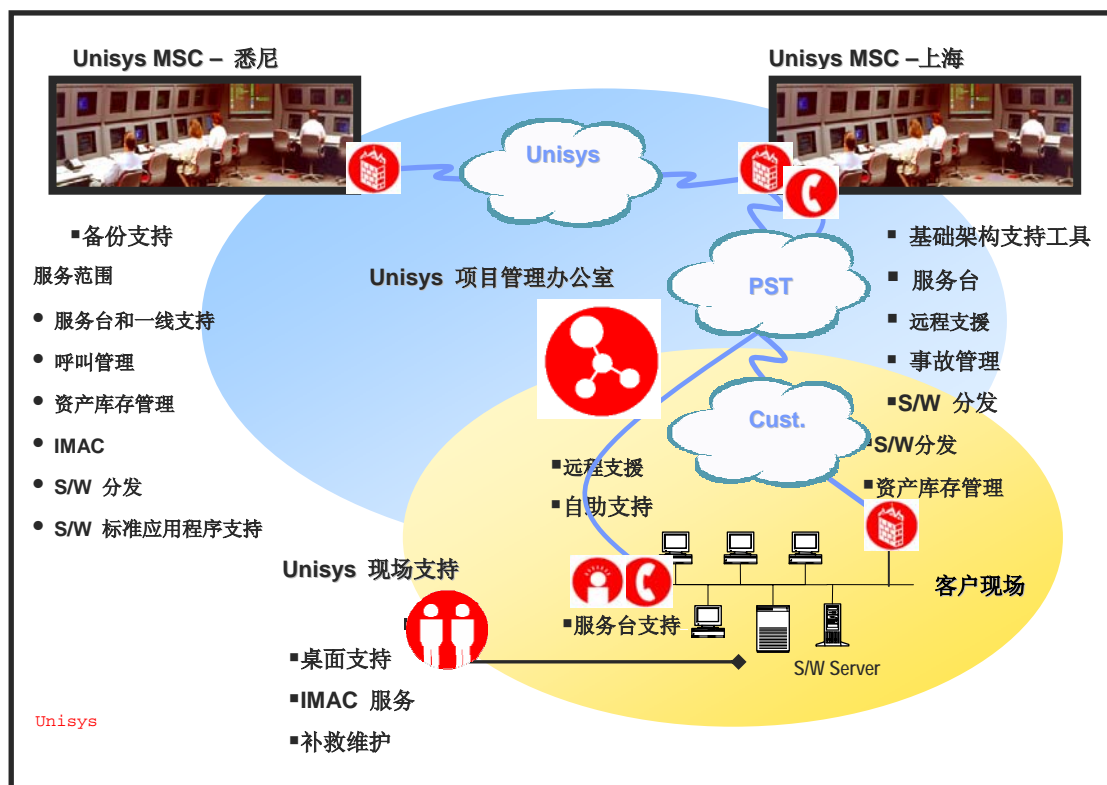 Unisys MSC – 悉尼
Unisys MSC –上海
Unisys
▪备份支持
服务范围
• 服务台和一线支持
• 呼叫管理
• 资产库存管理
• IMAC
• S/W 分发
• S/W 标准应用程序支持
Unisys 项目管理办公室
PST
▪ 基础架构支持工具
▪ 服务台
▪ 远程支援
▪ 事故管理
▪S/W 分发
▪S/W分发
▪资产库存管理
Cust.
▪远程支援
▪自助支持
Unisys 现场支持
▪服务台支持
客户现场
S/W Server
▪桌面支持
▪IMAC 服务
▪补救维护
Unisys